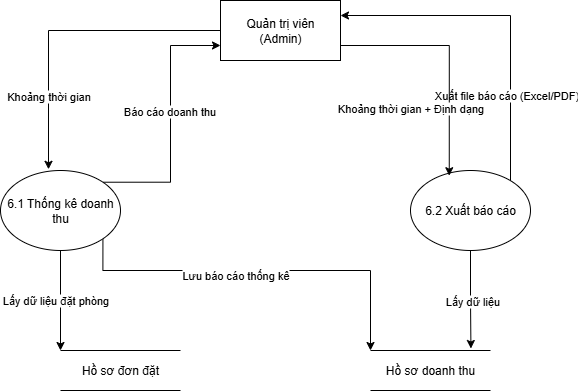 Quản trị viên
(Admin)
Khoảng thời gian
Báo cáo doanh thu
Xuất file báo cáo (Excel/PDF)
Khoảng thời gian + Định dạng
6.1 Thống kê doanh
thu
6.2 Xuất báo cáo
Lưu báo cáo thống kê
Lấy dữ liệu đặt phòng
Lấy dữ liệu
Hồ sơ đơn đặt
Hồ sơ doanh thu